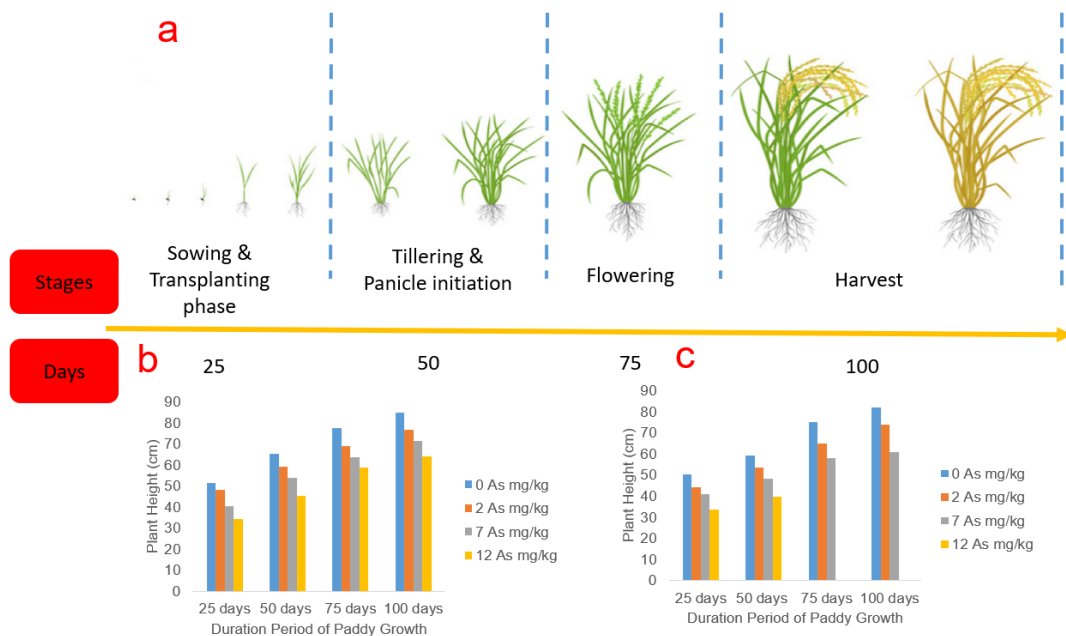 a
Stages
Sowing &
Transplanting
phase
Tillering &
Panicle initiation
Flowering
Harvest
Days
25
50
75
100
b
90
80
70
60
50
40
30
20
10
0
Plant Height (cm)
25 days
50 days
75 days
100 days
Duration Period of Paddy Growth
0 As mg/kg
2 As mg/kg
7 As mg/kg
12 As mg/kg
c
90
80
70
60
50
40
30
20
10
0
Plant Height (cm)
25 days
50 days
75 days
100 days
Duration Period of Paddy Growth
0 As mg/kg
2 As mg/kg
7 As mg/kg
12 As mg/kg